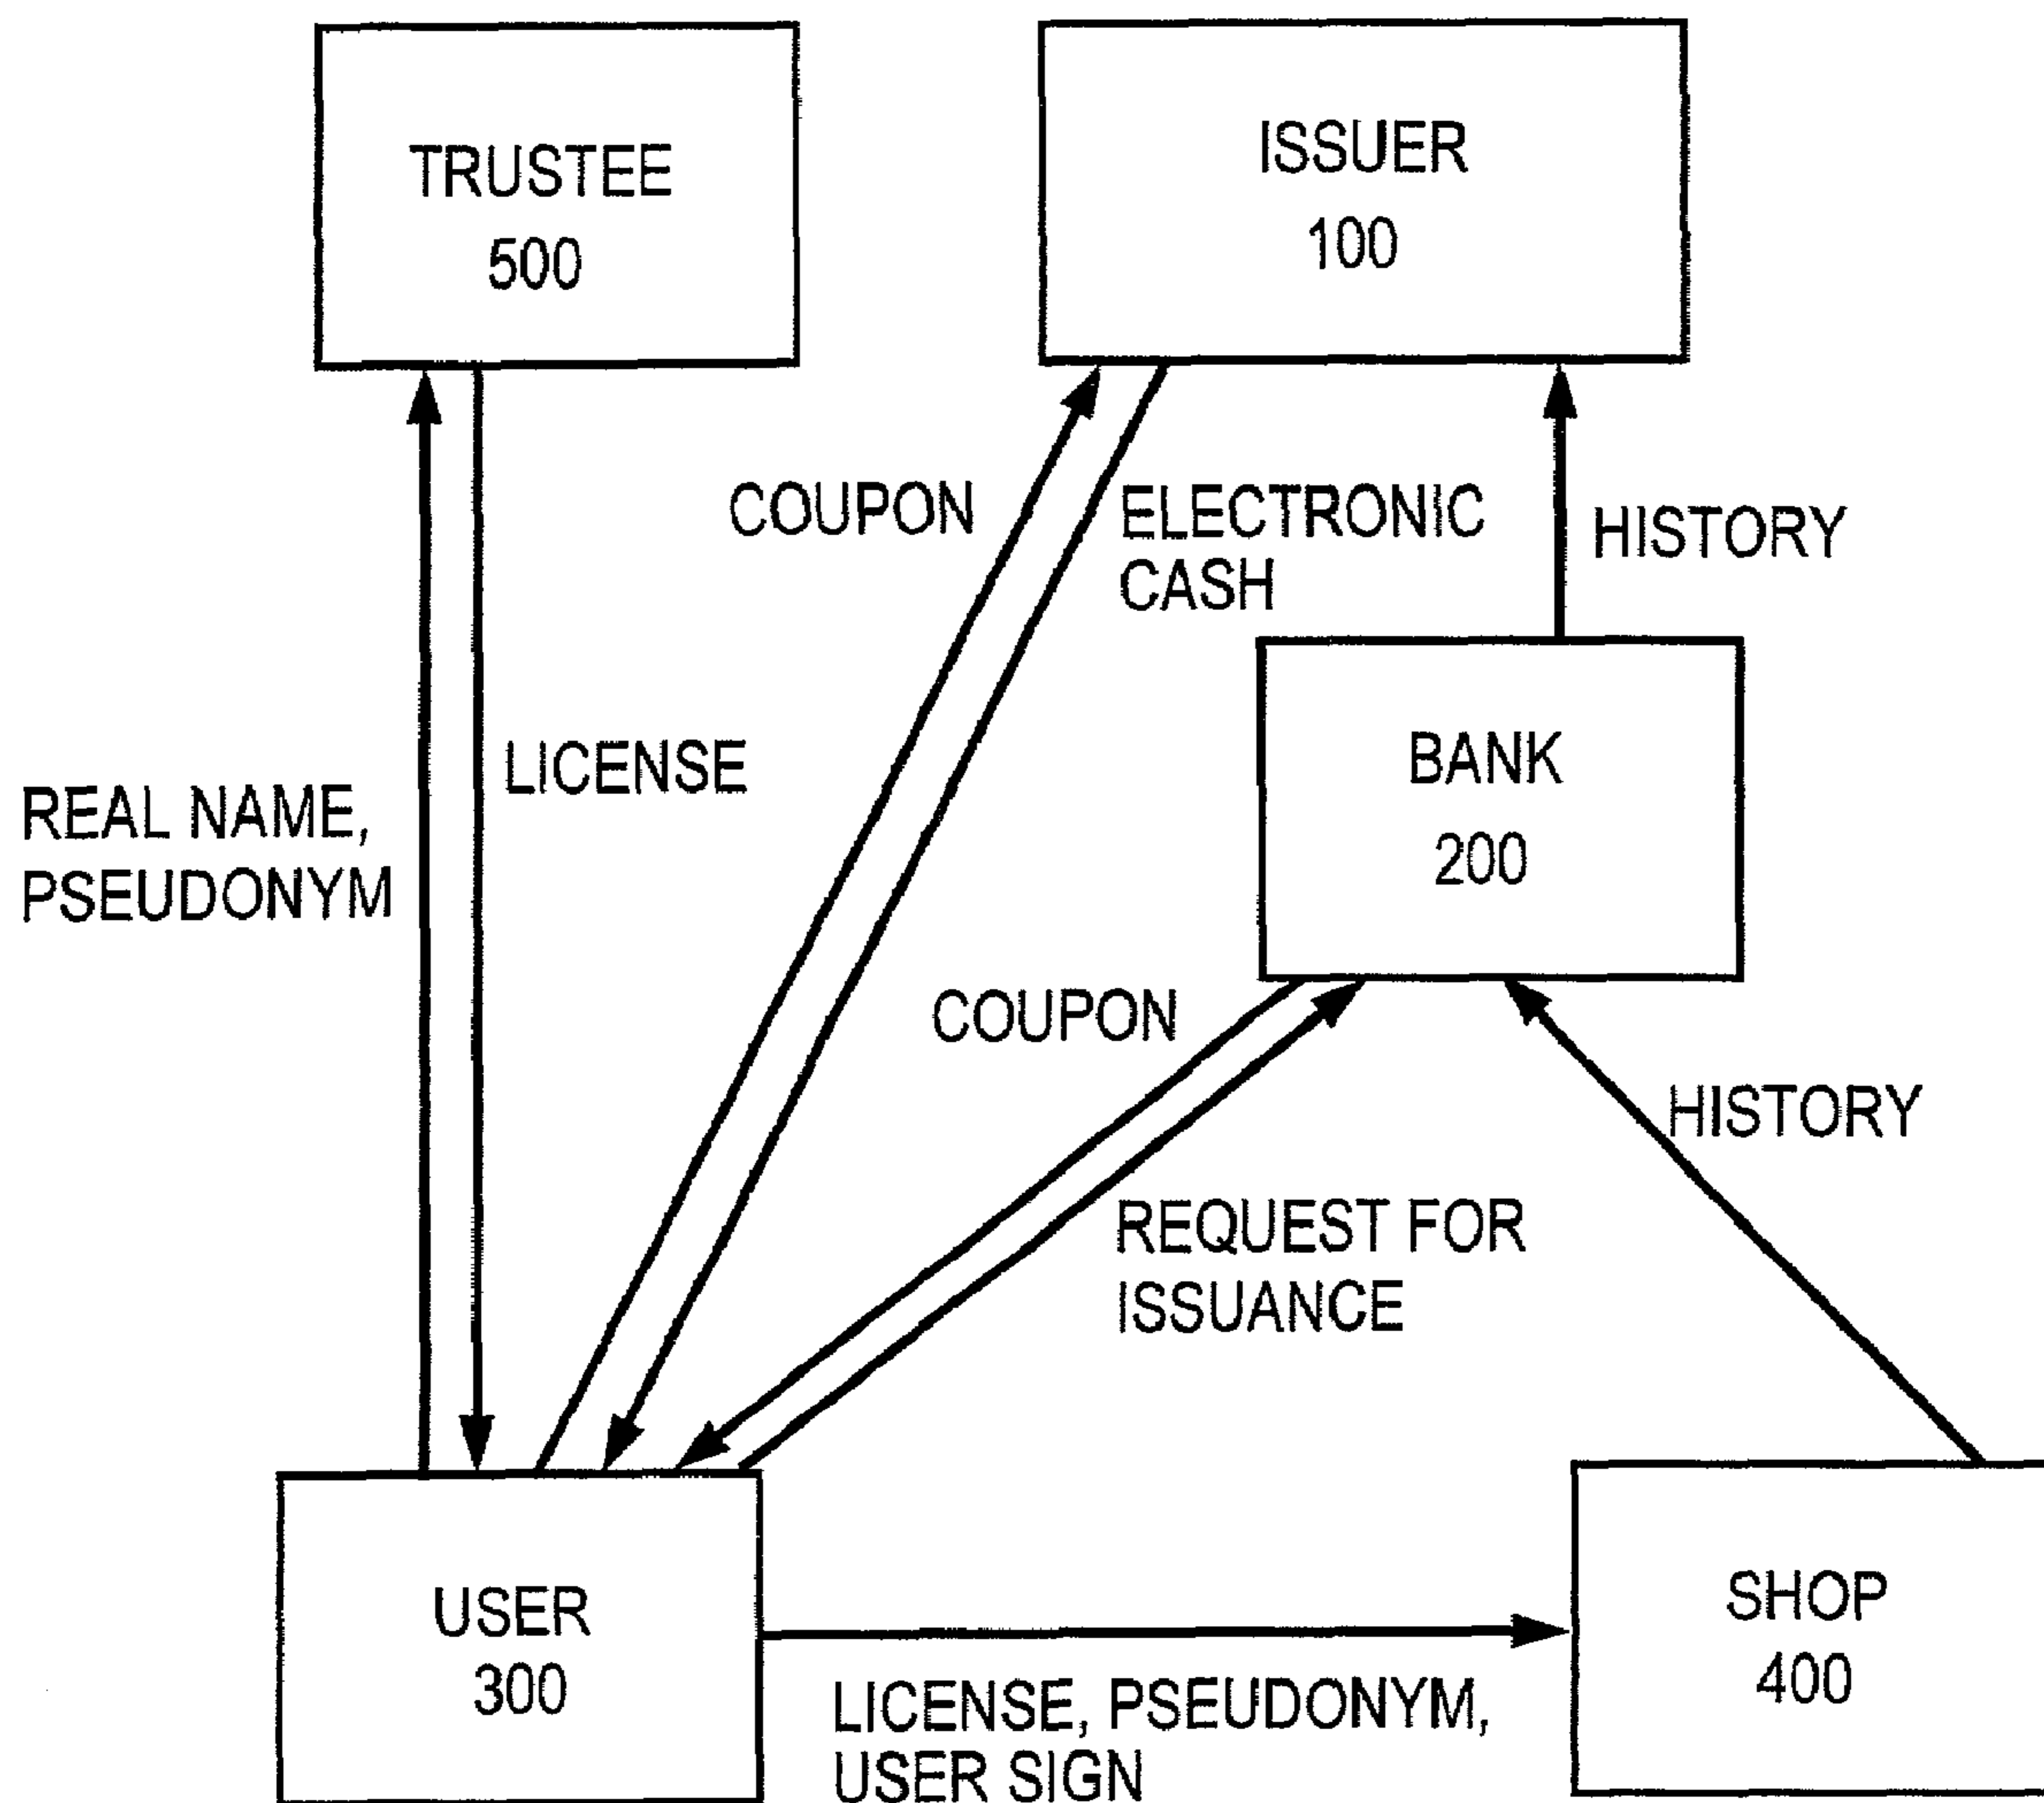 TRUSTEE
500
ISSUER
100
COUPON
ELECTRONIC
CASH
HISTORY
REAL NAME,
PSEUDONYM
LICENSE
BANK
200
COUPON
HISTORY
REQUEST FOR
ISSUANCE
USER
300
LICENSE, PSEUDONYM,
USER SIGN
SHOP
400